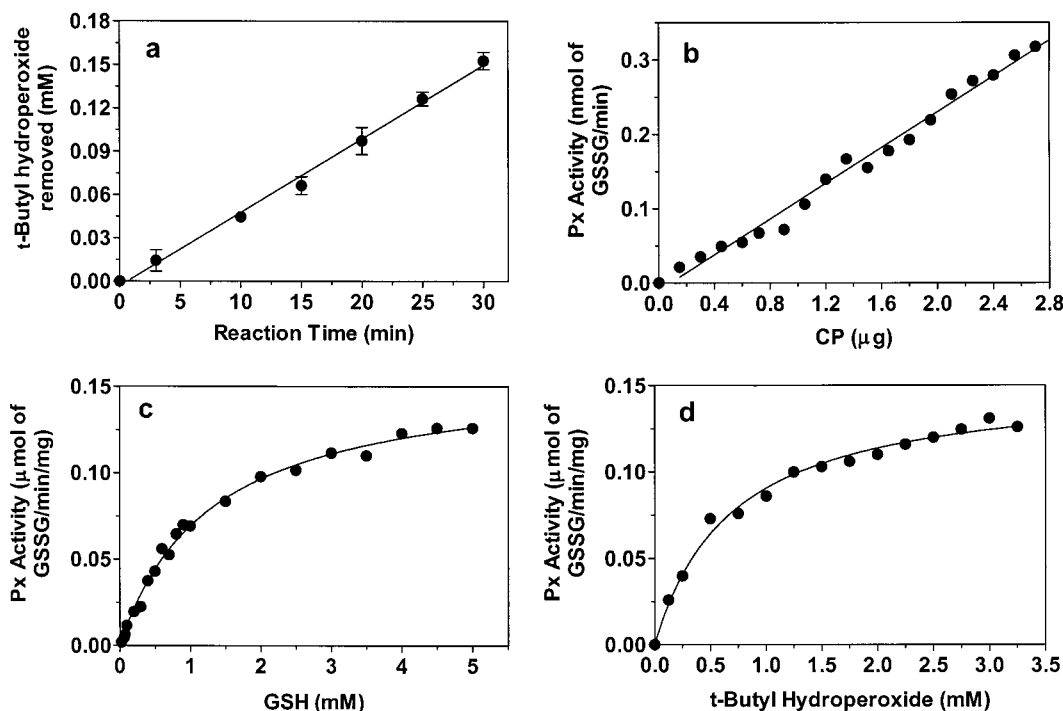 a
t-Butyl hydroperoxide
removed (mM)
0.18
0.15
0.12
0.09
0.06
0.03
0.00
0 5 10 15 20 25 30
Reaction Time (min)
b
Px Activity (nmol of
GSSG/min)
0.3
0.2
0.1
0.0
0.0 0.4 0.8 1.2 1.6 2.0 2.4 2.8
CP (μg)
c
Px Activity (μmol of
GSSG/min/mg)
0.15
0.10
0.05
0.00
0 1 2 3 4 5
GSH (mM)
d
Px Activity (μmol of
GSSG/min/mg)
0.15
0.10
0.05
0.00
0.0 0.5 1.0 1.5 2.0 2.5 3.0 3.5
t-Butyl Hydroperoxide (mM)